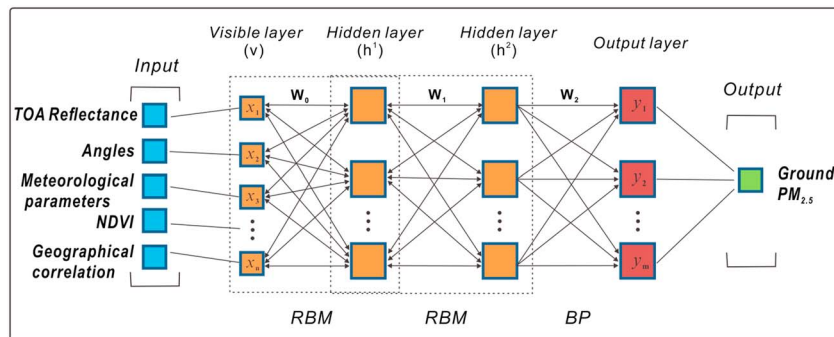 Input
TOA Reflectance
Angles
Meteorological
parameters
NDVI
Geographical
correlation
Visible layer
(v)
Hidden layer
(h¹)
Hidden layer
(h²)
Output layer
Output
W₀
W₁
W₂
x₁
x₂
x₃
xₙ
y₁
y₂
yₘ
Ground
PM₂.₅
RBM
RBM
BP